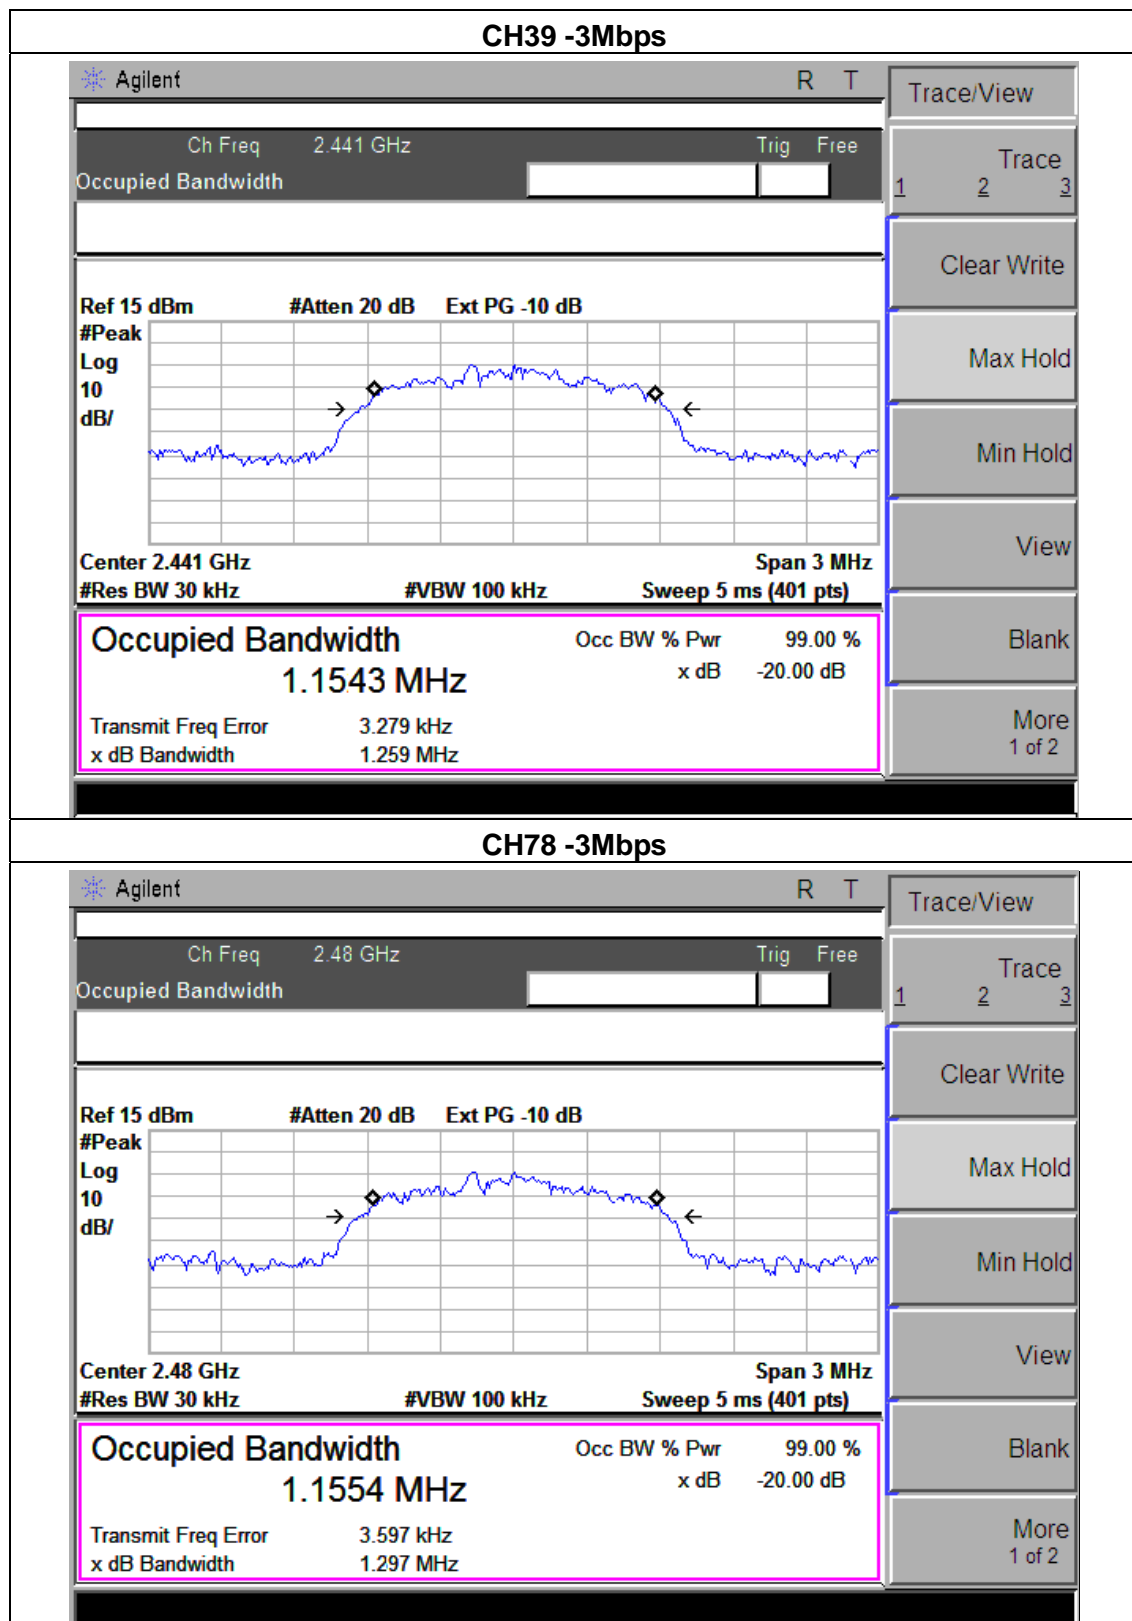 CH39 -3Mbps
Agilent R T
Trace/View
Ch Freq 2.441 GHz Trig Free
Occupied Bandwidth
Trace
1 2 3
Clear Write
Ref 15 dBm #Atten 20 dB Ext PG -10 dB
#Peak
Log
10
dB/
Max Hold
Min Hold
View
Center 2.441 GHz Span 3 MHz
#Res BW 30 kHz #VBW 100 kHz Sweep 5 ms (401 pts)
Occupied Bandwidth Occ BW % Pwr 99.00 %
1.1543 MHz x dB -20.00 dB
Blank
Transmit Freq Error 3.279 kHz
x dB Bandwidth 1.259 MHz
More
1 of 2
CH78 -3Mbps
Agilent R T
Trace/View
Ch Freq 2.48 GHz Trig Free
Occupied Bandwidth
Trace
1 2 3
Clear Write
Ref 15 dBm #Atten 20 dB Ext PG -10 dB
#Peak
Log
10
dB/
Max Hold
Min Hold
View
Center 2.48 GHz Span 3 MHz
#Res BW 30 kHz #VBW 100 kHz Sweep 5 ms (401 pts)
Occupied Bandwidth Occ BW % Pwr 99.00 %
1.1554 MHz x dB -20.00 dB
Blank
Transmit Freq Error 3.597 kHz
x dB Bandwidth 1.297 MHz
More
1 of 2